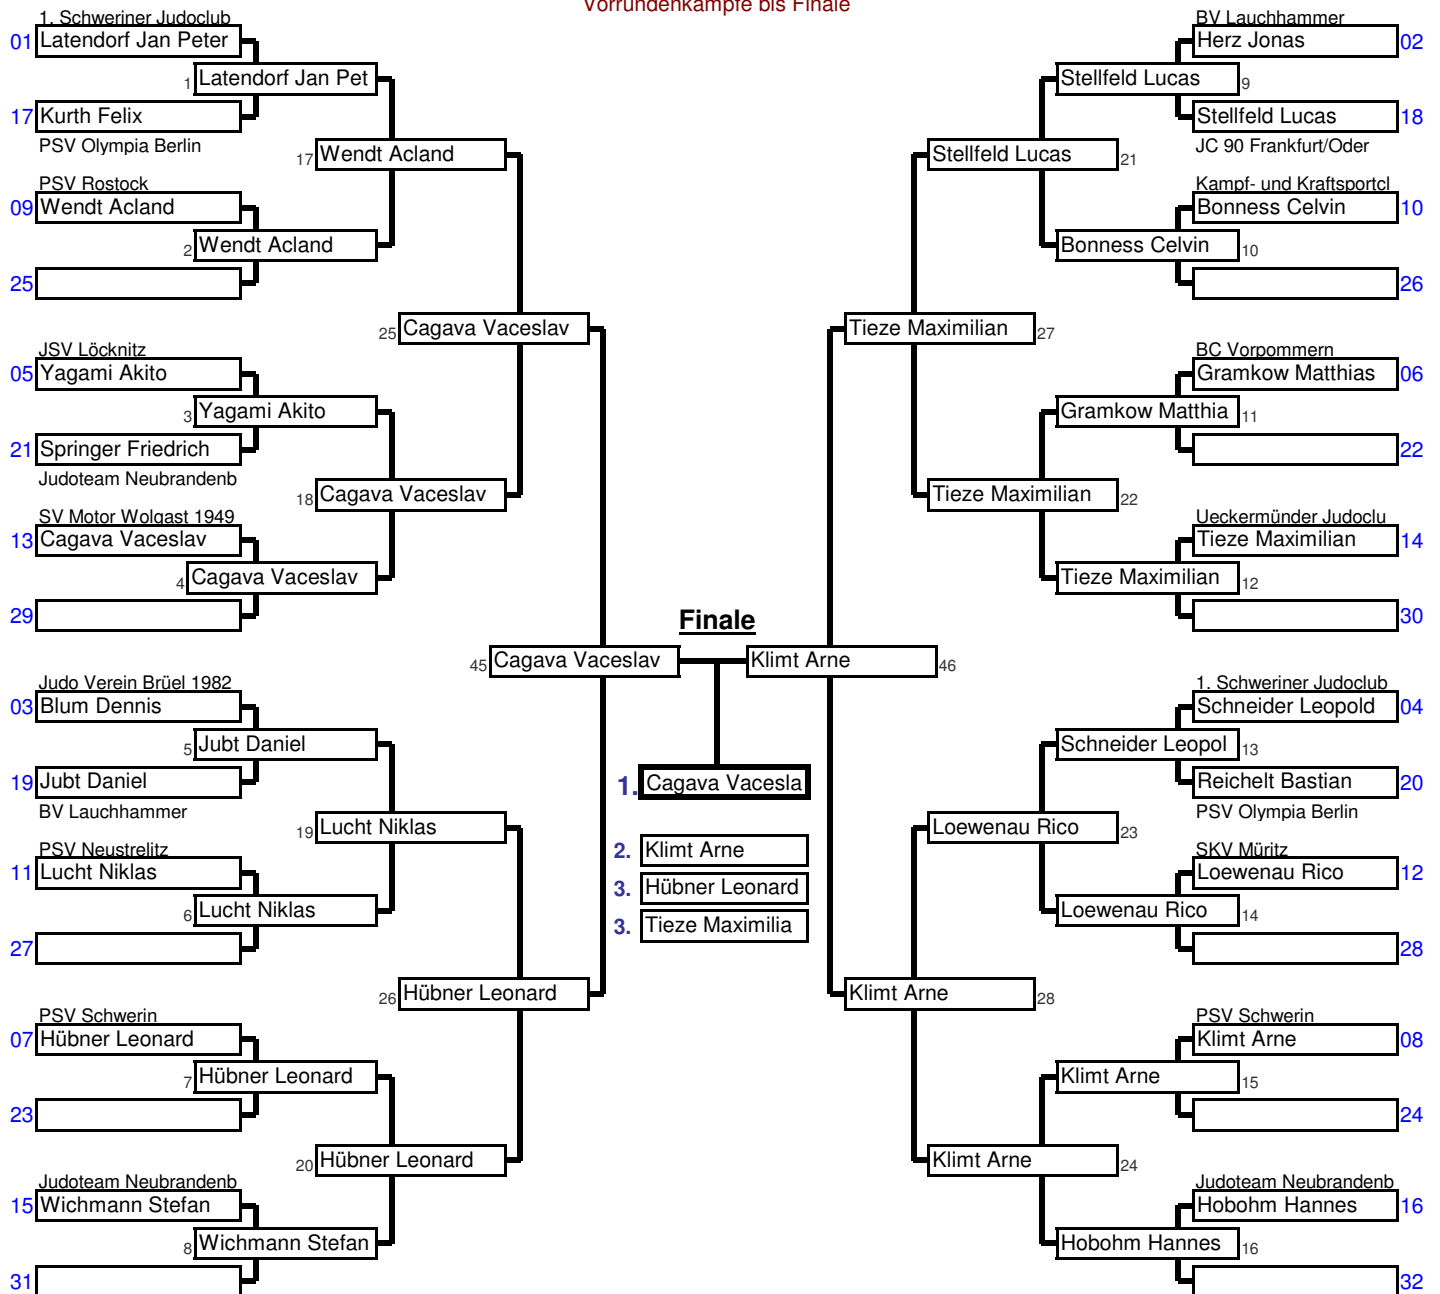 Vorrundenkämpfe bis Finale
1. Schweriner Judoclub
01 Latendorf Jan Peter
1 Latendorf Jan Pet
17 Kurth Felix
PSV Olympia Berlin
17 Wendt Acland
PSV Rostock
09 Wendt Acland
2 Wendt Acland
25
25 Cagava Vaceslav
JSV Löcknitz
05 Yagami Akito
3 Yagami Akito
21 Springer Friedrich
Judoteam Neubrandenb
18 Cagava Vaceslav
SV Motor Wolgast 1949
13 Cagava Vaceslav
4 Cagava Vaceslav
29
45 Cagava Vaceslav
Judo Verein Brüel 1982
03 Blum Dennis
5 Jubt Daniel
19 Jubt Daniel
BV Lauchhammer
19 Lucht Niklas
PSV Neustrelitz
11 Lucht Niklas
6 Lucht Niklas
27
26 Hübner Leonard
PSV Schwerin
07 Hübner Leonard
7 Hübner Leonard
23
20 Hübner Leonard
Judoteam Neubrandenb
15 Wichmann Stefan
8 Wichmann Stefan
31
Finale
1. Cagava Vacesla
2. Klimt Arne
3. Hübner Leonard
3. Tieze Maximilia
BV Lauchhammer
Herz Jonas 02
Stellfeld Lucas 9
Stellfeld Lucas 18
JC 90 Frankfurt/Oder
Stellfeld Lucas 21
Kampf- und Kraftsportcl
Bonness Celvin 10
Bonness Celvin 10
26
Tieze Maximilian 27
BC Vorpommern
Gramkow Matthias 06
Gramkow Matthia 11
22
Tieze Maximilian 22
Ueckermünder Judoclu
Tieze Maximilian 14
Tieze Maximilian 12
30
Klimt Arne 46
1. Schweriner Judoclub
Schneider Leopold 04
Schneider Leopol 13
Reichelt Bastian 20
PSV Olympia Berlin
Loewenau Rico 23
SKV Müritz
Loewenau Rico 12
Loewenau Rico 14
28
Klimt Arne 28
PSV Schwerin
Klimt Arne 08
Klimt Arne 15
24
Klimt Arne 24
Judoteam Neubrandenb
Hobohm Hannes 16
Hobohm Hannes 16
32